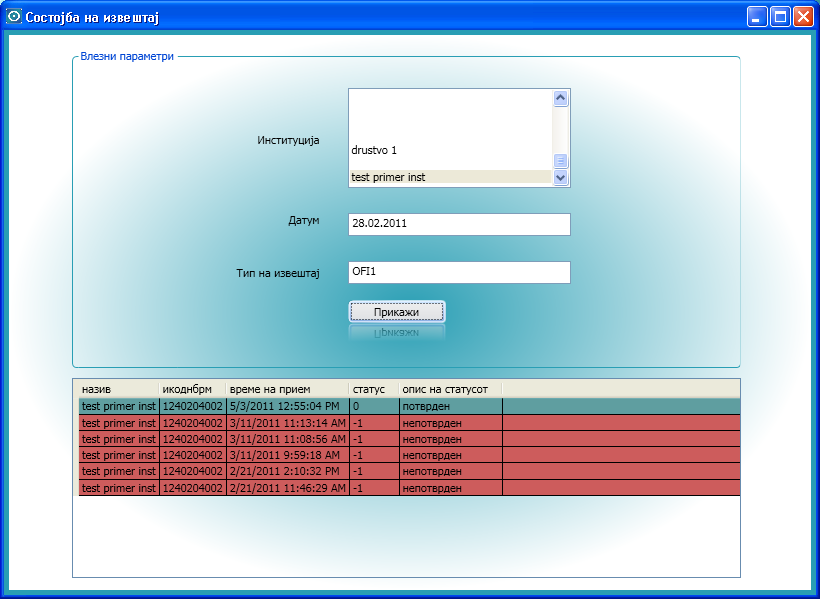 Состојба на извештај
Влезни параметри
Институција
drustvo 1
test primer inst
Датум
28.02.2011
Тип на извештај
OFI1
Прикажи
Прикажи
назив икоднбрм време на прием статус опис на статусот
test primer inst 1240204002 5/3/2011 12:55:04 PM 0 потврден
test primer inst 1240204002 3/11/2011 11:13:14 AM -1 непотврден
test primer inst 1240204002 3/11/2011 11:08:56 AM -1 непотврден
test primer inst 1240204002 3/11/2011 9:59:18 AM -1 непотврден
test primer inst 1240204002 2/21/2011 2:10:32 PM -1 непотврден
test primer inst 1240204002 2/21/2011 11:46:29 AM -1 непотврден